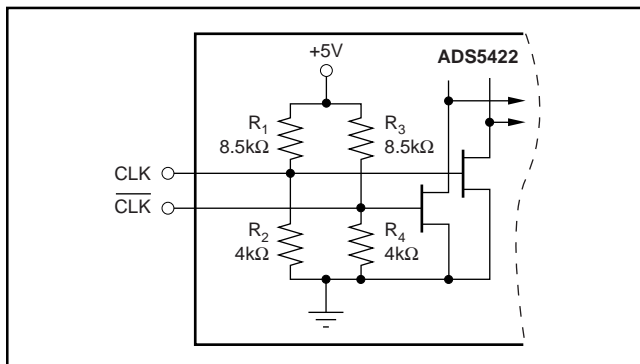 +5V
ADS5422
R1
8.5kΩ
R3
8.5kΩ
CLK
CLK
R2
4kΩ
R4
4kΩ